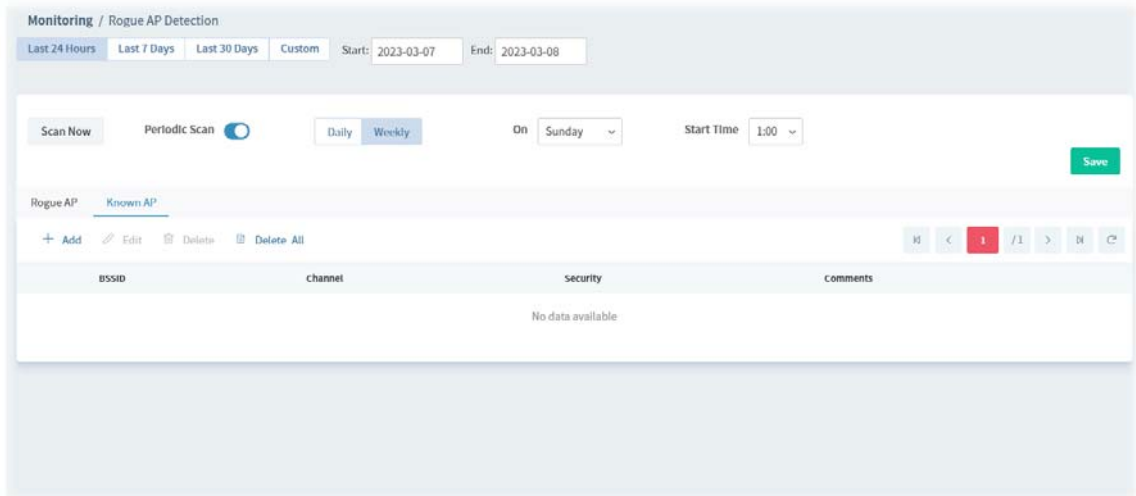 Monitoring / Rogue AP Detection
Last 24 Hours Last 7 Days Last 30 Days Custom Start: 2023-03-07 End: 2023-03-08
Scan Now Periodic Scan Daily Weekly On Sunday Start Time 1:00
Save
Rogue AP Known AP
+ Add Edit Delete Delete All 1 /1
BSSID Channel Security Comments
No data available